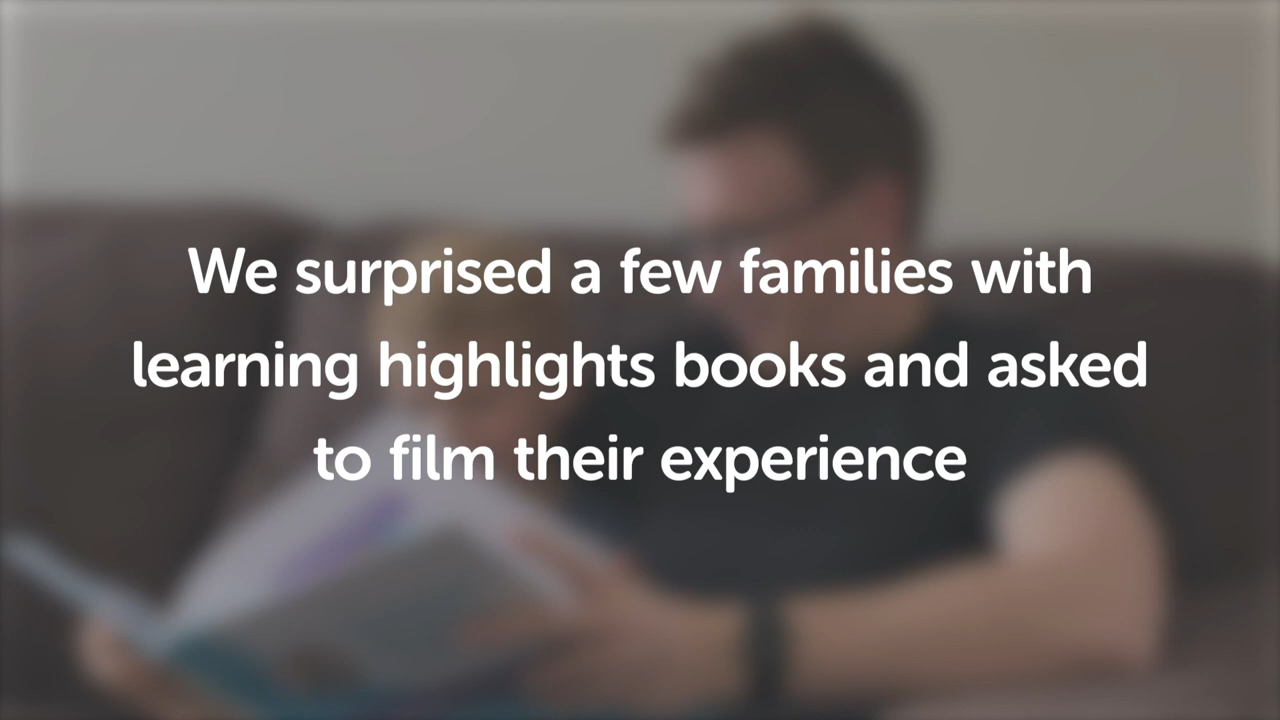 We surprised a few families with
learning highlights books and asked
to film their experience